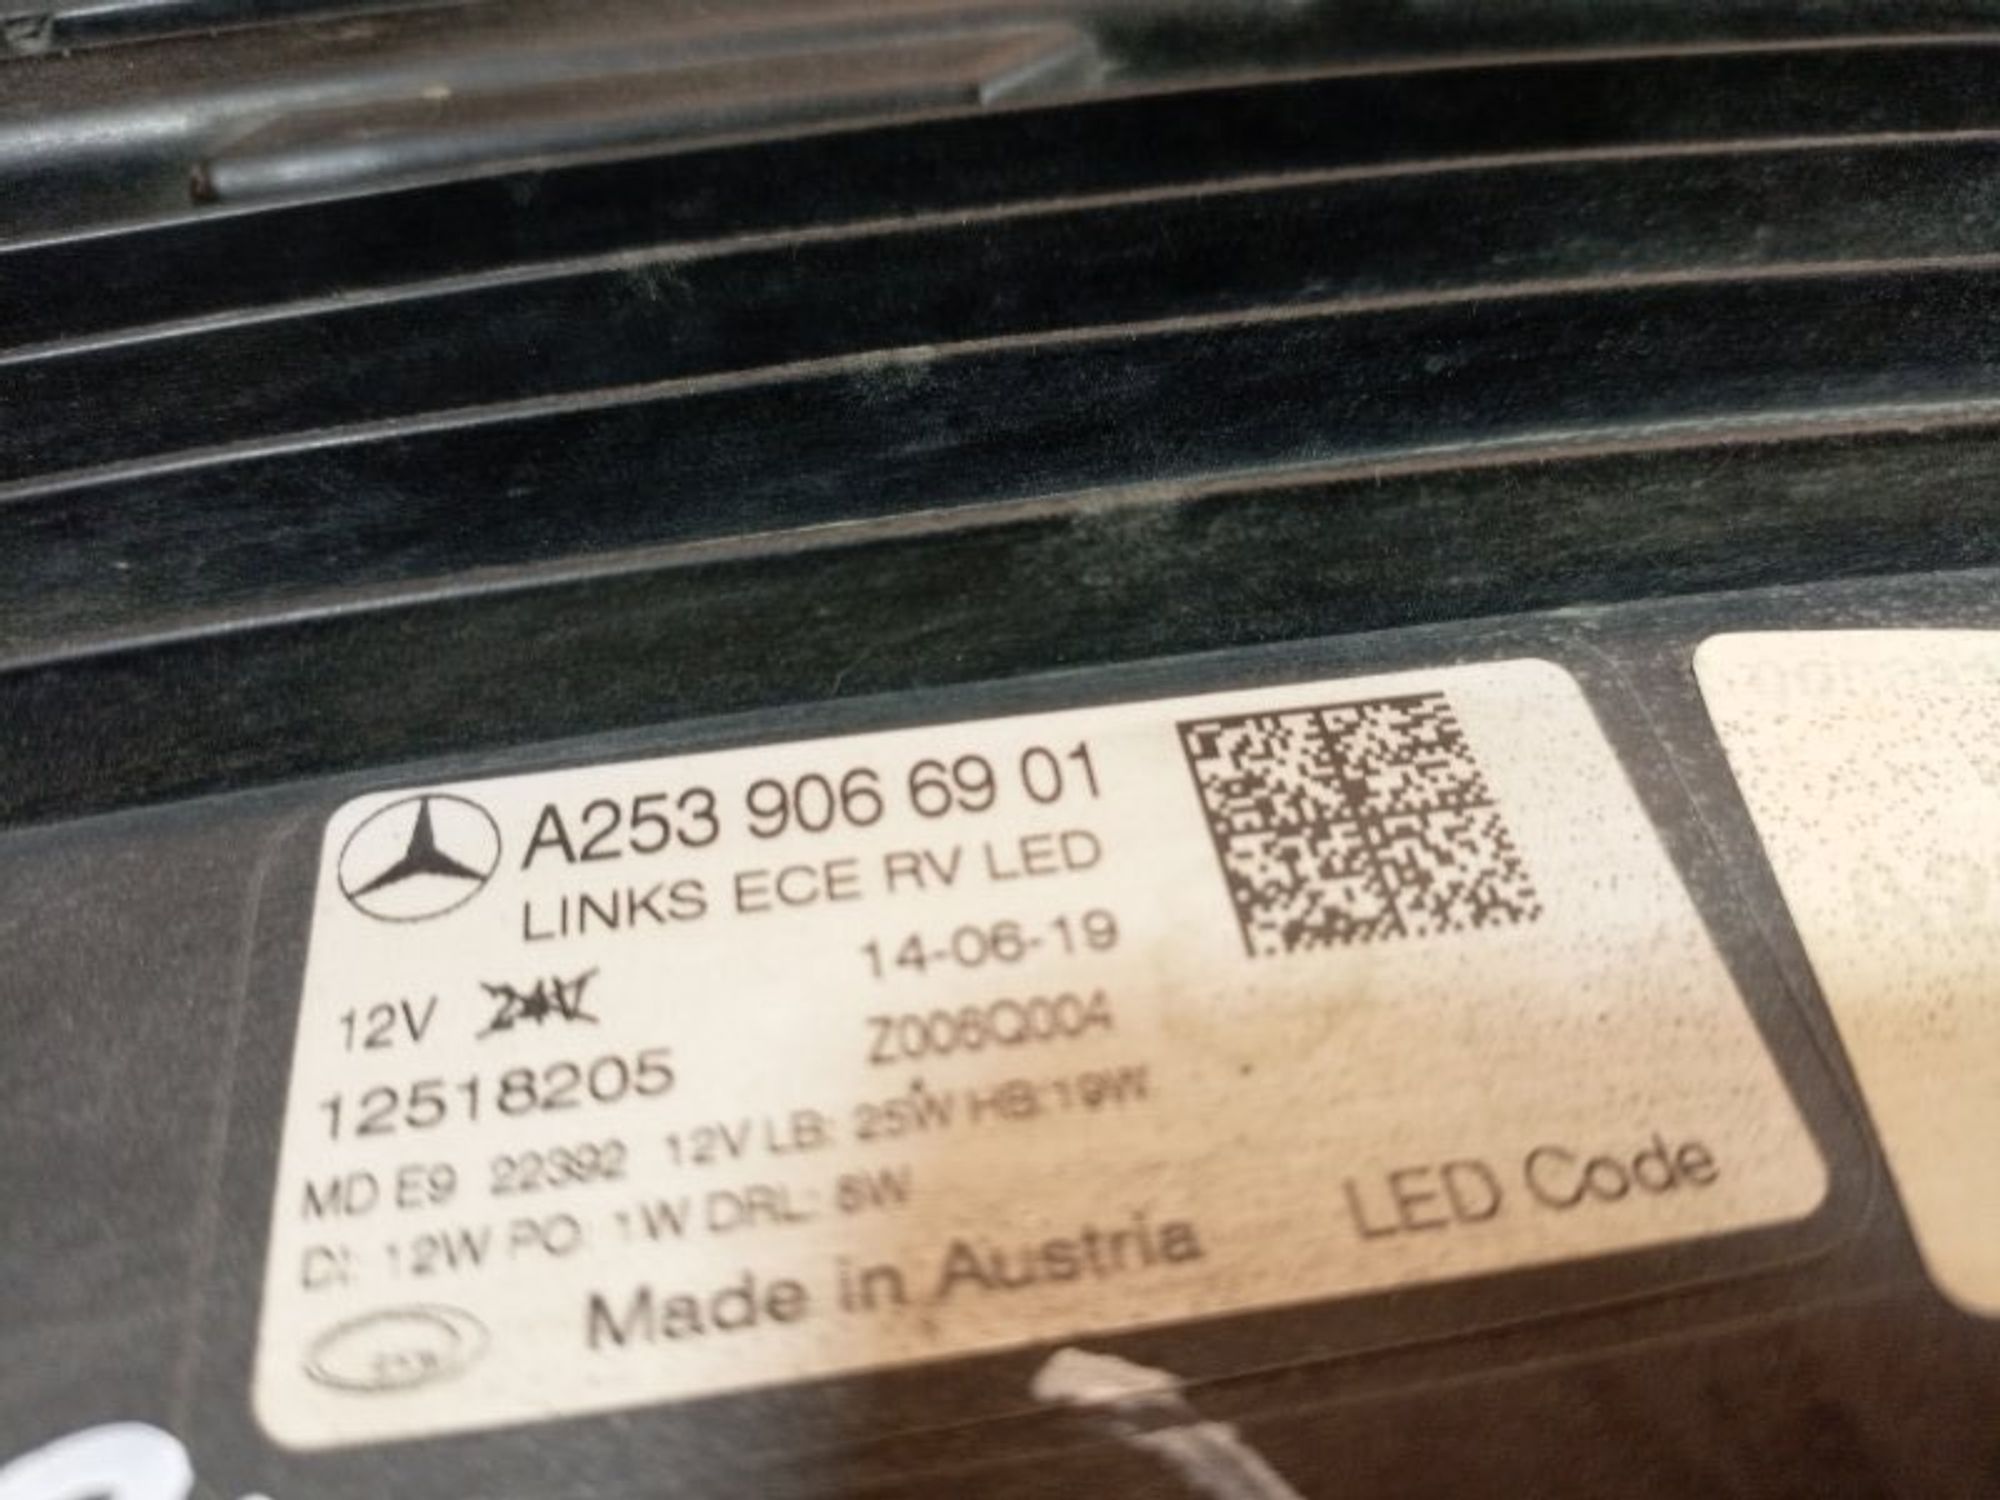 A253 906 69 01
LINKS ECE RV LED
12V 24V 14-06-19
12518205 Z006Q004
MD E9 22392 12V LB: 25W HB:19W
DI: 12W PO: 1W DRL: 8W
Made in Austria LED Code